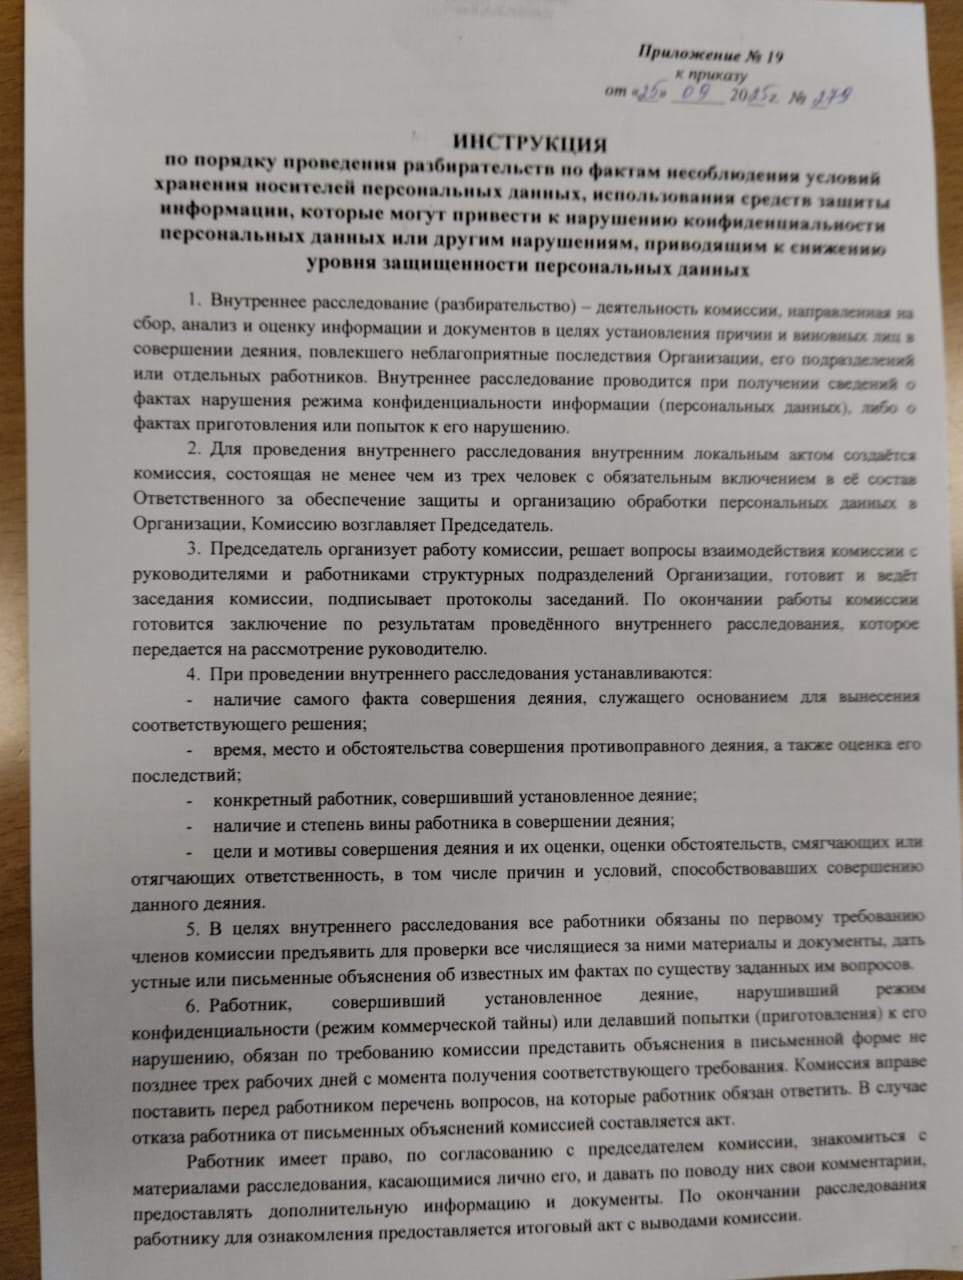 Приложение № 19
к приказу
от «25» 09 2025 г. № 279
ИНСТРУКЦИЯ
по порядку проведения разбирательств по фактам несоблюдения условий
хранения носителей персональных данных, использования средств защиты
информации, которые могут привести к нарушению конфиденциальности
персональных данных или другим нарушениям, приводящим к снижению
уровня защищенности персональных данных
1. Внутреннее расследование (разбирательство) – деятельность комиссии, направленная на
сбор, анализ и оценку информации и документов в целях установления причин и виновных лиц в
совершении деяния, повлекшего неблагоприятные последствия Организации, его подразделений
или отдельных работников. Внутреннее расследование проводится при получении сведений о
фактах нарушения режима конфиденциальности информации (персональных данных), либо о
фактах приготовления или попыток к его нарушению.
2. Для проведения внутреннего расследования внутренним локальным актом создаётся
комиссия, состоящая не менее чем из трех человек с обязательным включением в её состав
Ответственного за обеспечение защиты и организацию обработки персональных данных в
Организации, Комиссию возглавляет Председатель.
3. Председатель организует работу комиссии, решает вопросы взаимодействия комиссии с
руководителями и работниками структурных подразделений Организации, готовит и ведёт
заседания комиссии, подписывает протоколы заседаний. По окончании работы комиссии
готовится заключение по результатам проведённого внутреннего расследования, которое
передается на рассмотрение руководителю.
4. При проведении внутреннего расследования устанавливаются:
- наличие самого факта совершения деяния, служащего основанием для вынесения
соответствующего решения;
- время, место и обстоятельства совершения противоправного деяния, а также оценка его
последствий;
- конкретный работник, совершивший установленное деяние;
- наличие и степень вины работника в совершении деяния;
- цели и мотивы совершения деяния и их оценки, оценки обстоятельств, смягчающих или
отягчающих ответственность, в том числе причин и условий, способствовавших совершению
данного деяния.
5. В целях внутреннего расследования все работники обязаны по первому требованию
членов комиссии предъявить для проверки все числящиеся за ними материалы и документы, дать
устные или письменные объяснения об известных им фактах по существу заданных им вопросов.
6. Работник, совершивший установленное деяние, нарушивший режим
конфиденциальности (режим коммерческой тайны) или делавший попытки (приготовления) к его
нарушению, обязан по требованию комиссии представить объяснения в письменной форме не
позднее трех рабочих дней с момента получения соответствующего требования. Комиссия вправе
поставить перед работником перечень вопросов, на которые работник обязан ответить. В случае
отказа работника от письменных объяснений комиссией составляется акт.
Работник имеет право, по согласованию с председателем комиссии, знакомиться с
материалами расследования, касающимися лично его, и давать по поводу них свои комментарии,
предоставлять дополнительную информацию и документы. По окончании расследования
работнику для ознакомления предоставляется итоговый акт с выводами комиссии.